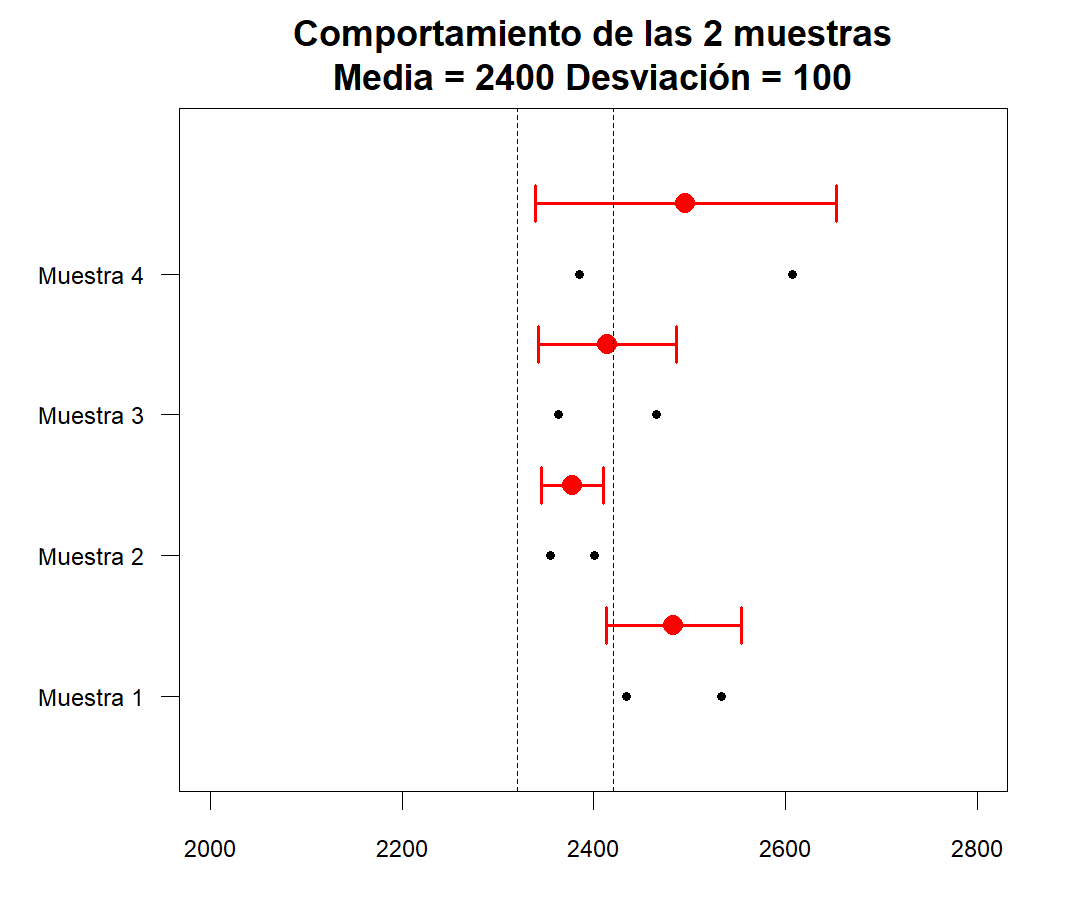 Comportamiento de las 2 muestras
Media = 2400 Desviación = 100
Muestra 4
Muestra 3
Muestra 2
Muestra 1
2000 2200 2400 2600 2800